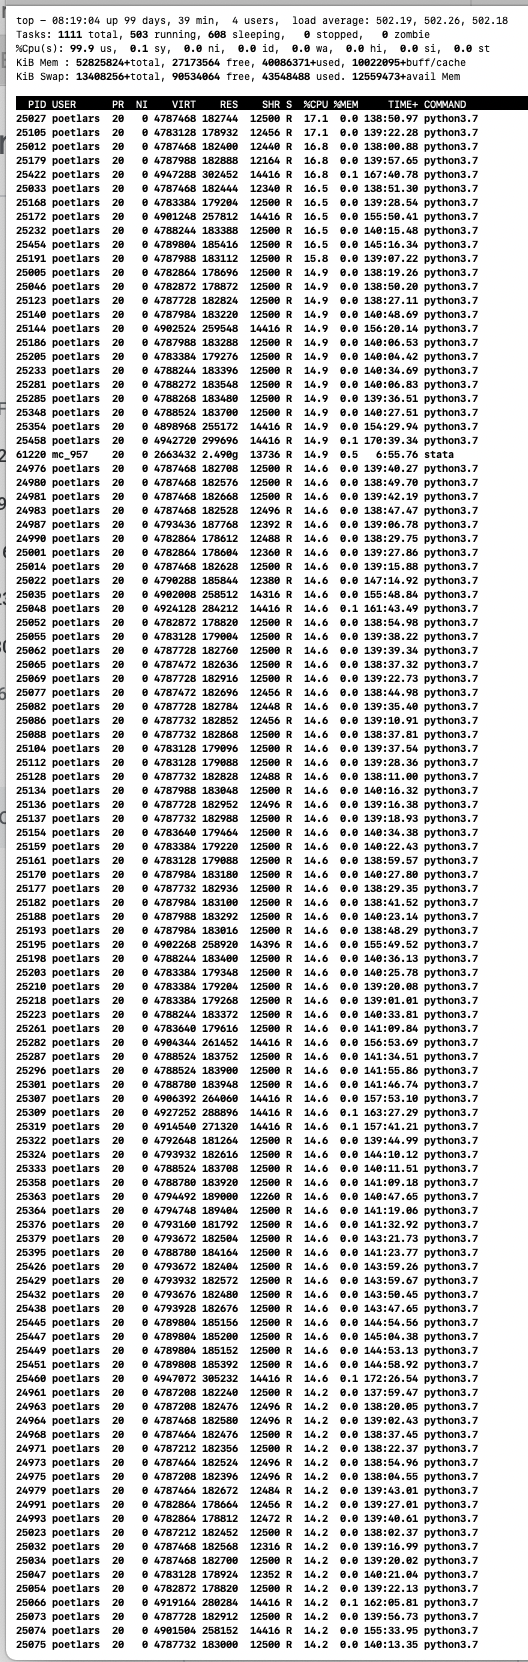 top - 08:19:04 up 99 days, 39 min,  4 users,  load average: 502.19, 502.26, 502.18
Tasks: 1111 total, 503 running, 608 sleeping,   0 stopped,   0 zombie
%Cpu(s): 99.9 us,  0.1 sy,  0.0 ni,  0.0 id,  0.0 wa,  0.0 hi,  0.0 si,  0.0 st
KiB Mem : 52825824+total, 27173564 free, 40086371+used, 10022095+buff/cache
KiB Swap: 13408256+total, 90534064 free, 43548488 used. 12559473+avail Mem
PID USER PR NI VIRT RES SHR S %CPU %MEM TIME+ COMMAND
25027 poetlars 20 0 4787468 182744 12500 R 17.1 0.0 138:50.97 python3.7
25105 poetlars 20 0 4783128 178932 12456 R 17.1 0.0 139:22.28 python3.7
25012 poetlars 20 0 4787468 182400 12440 R 16.8 0.0 138:00.88 python3.7
25179 poetlars 20 0 4787988 182888 12164 R 16.8 0.0 139:57.65 python3.7
25422 poetlars 20 0 4947288 302452 14416 R 16.8 0.1 167:40.78 python3.7
25033 poetlars 20 0 4787468 182444 12340 R 16.5 0.0 138:51.30 python3.7
25168 poetlars 20 0 4783384 179204 12500 R 16.5 0.0 139:28.54 python3.7
25172 poetlars 20 0 4901248 257812 14416 R 16.5 0.0 155:50.41 python3.7
25232 poetlars 20 0 4788244 183388 12500 R 16.5 0.0 140:15.48 python3.7
25454 poetlars 20 0 4789804 185416 12500 R 16.5 0.0 145:16.34 python3.7
25191 poetlars 20 0 4787988 183112 12500 R 15.8 0.0 139:07.22 python3.7
25005 poetlars 20 0 4782864 178696 12500 R 14.9 0.0 138:19.26 python3.7
25046 poetlars 20 0 4782872 178872 12500 R 14.9 0.0 138:50.20 python3.7
25123 poetlars 20 0 4787728 182824 12500 R 14.9 0.0 138:27.11 python3.7
25140 poetlars 20 0 4787984 183220 12500 R 14.9 0.0 140:48.69 python3.7
25144 poetlars 20 0 4902524 259548 14416 R 14.9 0.0 156:20.14 python3.7
25186 poetlars 20 0 4787988 183288 12500 R 14.9 0.0 140:06.53 python3.7
25205 poetlars 20 0 4783384 179276 12500 R 14.9 0.0 140:04.42 python3.7
25233 poetlars 20 0 4788244 183396 12500 R 14.9 0.0 140:34.69 python3.7
25281 poetlars 20 0 4788272 183548 12500 R 14.9 0.0 140:06.83 python3.7
25285 poetlars 20 0 4788268 183480 12500 R 14.9 0.0 139:36.51 python3.7
25348 poetlars 20 0 4788524 183700 12500 R 14.9 0.0 140:27.51 python3.7
25354 poetlars 20 0 4898968 255172 14416 R 14.9 0.0 154:29.94 python3.7
25458 poetlars 20 0 4942720 299696 14416 R 14.9 0.1 170:39.34 python3.7
61220 mc_957 20 0 2663432 2.490g 13736 R 14.9 0.5 6:55.76 stata
24976 poetlars 20 0 4787468 182708 12500 R 14.6 0.0 139:40.27 python3.7
24980 poetlars 20 0 4787468 182576 12500 R 14.6 0.0 138:49.70 python3.7
24981 poetlars 20 0 4787468 182668 12500 R 14.6 0.0 139:42.19 python3.7
24983 poetlars 20 0 4787468 182528 12496 R 14.6 0.0 138:47.47 python3.7
24987 poetlars 20 0 4793436 187768 12392 R 14.6 0.0 139:06.78 python3.7
24990 poetlars 20 0 4782864 178612 12488 R 14.6 0.0 138:29.75 python3.7
25001 poetlars 20 0 4782864 178604 12360 R 14.6 0.0 139:27.86 python3.7
25014 poetlars 20 0 4787468 182628 12500 R 14.6 0.0 139:15.88 python3.7
25022 poetlars 20 0 4790288 185844 12380 R 14.6 0.0 147:14.92 python3.7
25035 poetlars 20 0 4902008 258512 14316 R 14.6 0.0 155:48.84 python3.7
25048 poetlars 20 0 4924128 284212 14416 R 14.6 0.1 161:43.49 python3.7
25052 poetlars 20 0 4782872 178820 12500 R 14.6 0.0 138:54.98 python3.7
25055 poetlars 20 0 4783128 179004 12500 R 14.6 0.0 139:38.22 python3.7
25062 poetlars 20 0 4787728 182760 12500 R 14.6 0.0 139:39.34 python3.7
25065 poetlars 20 0 4787472 182636 12500 R 14.6 0.0 138:37.32 python3.7
25069 poetlars 20 0 4787728 182916 12500 R 14.6 0.0 139:22.73 python3.7
25077 poetlars 20 0 4787472 182696 12456 R 14.6 0.0 138:44.98 python3.7
25082 poetlars 20 0 4787728 182784 12448 R 14.6 0.0 139:35.40 python3.7
25086 poetlars 20 0 4787732 182852 12456 R 14.6 0.0 139:10.91 python3.7
25088 poetlars 20 0 4787732 182868 12500 R 14.6 0.0 138:37.81 python3.7
25104 poetlars 20 0 4783128 179096 12500 R 14.6 0.0 139:37.54 python3.7
25112 poetlars 20 0 4783128 179088 12500 R 14.6 0.0 139:28.36 python3.7
25128 poetlars 20 0 4787732 182828 12488 R 14.6 0.0 138:11.00 python3.7
25134 poetlars 20 0 4787988 183048 12500 R 14.6 0.0 140:16.32 python3.7
25136 poetlars 20 0 4787728 182952 12496 R 14.6 0.0 139:16.38 python3.7
25137 poetlars 20 0 4787732 182988 12500 R 14.6 0.0 139:18.93 python3.7
25154 poetlars 20 0 4783640 179464 12500 R 14.6 0.0 140:34.38 python3.7
25159 poetlars 20 0 4783384 179220 12500 R 14.6 0.0 140:22.43 python3.7
25161 poetlars 20 0 4783128 179088 12500 R 14.6 0.0 138:59.57 python3.7
25170 poetlars 20 0 4787984 183180 12500 R 14.6 0.0 140:27.80 python3.7
25177 poetlars 20 0 4787732 182936 12500 R 14.6 0.0 138:29.35 python3.7
25182 poetlars 20 0 4787984 183100 12500 R 14.6 0.0 138:41.52 python3.7
25188 poetlars 20 0 4787988 183292 12500 R 14.6 0.0 140:23.14 python3.7
25193 poetlars 20 0 4787984 183016 12500 R 14.6 0.0 138:48.29 python3.7
25195 poetlars 20 0 4902268 258920 14396 R 14.6 0.0 155:49.52 python3.7
25198 poetlars 20 0 4788244 183400 12500 R 14.6 0.0 140:36.13 python3.7
25203 poetlars 20 0 4783384 179348 12500 R 14.6 0.0 140:25.78 python3.7
25210 poetlars 20 0 4783384 179204 12500 R 14.6 0.0 139:20.08 python3.7
25218 poetlars 20 0 4783384 179268 12500 R 14.6 0.0 139:01.01 python3.7
25223 poetlars 20 0 4788244 183372 12500 R 14.6 0.0 140:33.81 python3.7
25261 poetlars 20 0 4783640 179616 12500 R 14.6 0.0 141:09.84 python3.7
25282 poetlars 20 0 4904344 261452 14416 R 14.6 0.0 156:53.69 python3.7
25287 poetlars 20 0 4788524 183752 12500 R 14.6 0.0 141:34.51 python3.7
25296 poetlars 20 0 4788524 183900 12500 R 14.6 0.0 141:55.86 python3.7
25301 poetlars 20 0 4788780 183948 12500 R 14.6 0.0 141:46.74 python3.7
25307 poetlars 20 0 4906392 264060 14416 R 14.6 0.0 157:53.10 python3.7
25309 poetlars 20 0 4927252 288896 14416 R 14.6 0.1 163:27.29 python3.7
25319 poetlars 20 0 4914540 271320 14416 R 14.6 0.1 157:41.21 python3.7
25322 poetlars 20 0 4792648 181264 12500 R 14.6 0.0 139:44.99 python3.7
25324 poetlars 20 0 4793932 182616 12500 R 14.6 0.0 144:10.12 python3.7
25333 poetlars 20 0 4788524 183708 12500 R 14.6 0.0 140:11.51 python3.7
25358 poetlars 20 0 4788780 183920 12500 R 14.6 0.0 141:09.18 python3.7
25363 poetlars 20 0 4794492 189000 12260 R 14.6 0.0 140:47.65 python3.7
25364 poetlars 20 0 4794748 189404 12500 R 14.6 0.0 141:19.06 python3.7
25376 poetlars 20 0 4793160 181792 12500 R 14.6 0.0 141:32.92 python3.7
25379 poetlars 20 0 4793672 182504 12500 R 14.6 0.0 143:21.73 python3.7
25395 poetlars 20 0 4788780 184164 12500 R 14.6 0.0 141:23.77 python3.7
25426 poetlars 20 0 4793672 182404 12500 R 14.6 0.0 143:59.26 python3.7
25429 poetlars 20 0 4793932 182572 12500 R 14.6 0.0 143:59.67 python3.7
25432 poetlars 20 0 4793676 182480 12500 R 14.6 0.0 143:50.45 python3.7
25438 poetlars 20 0 4793928 182676 12500 R 14.6 0.0 143:47.65 python3.7
25445 poetlars 20 0 4789804 185156 12500 R 14.6 0.0 144:54.56 python3.7
25447 poetlars 20 0 4789804 185200 12500 R 14.6 0.0 145:04.38 python3.7
25449 poetlars 20 0 4789804 185152 12500 R 14.6 0.0 144:53.13 python3.7
25451 poetlars 20 0 4789808 185392 12500 R 14.6 0.0 144:58.92 python3.7
25460 poetlars 20 0 4947072 305232 14416 R 14.6 0.1 172:26.54 python3.7
24961 poetlars 20 0 4787208 182240 12500 R 14.2 0.0 137:59.47 python3.7
24963 poetlars 20 0 4787208 182476 12496 R 14.2 0.0 138:20.05 python3.7
24964 poetlars 20 0 4787468 182580 12496 R 14.2 0.0 139:02.43 python3.7
24968 poetlars 20 0 4787464 182476 12500 R 14.2 0.0 138:37.45 python3.7
24971 poetlars 20 0 4787212 182356 12500 R 14.2 0.0 138:22.37 python3.7
24973 poetlars 20 0 4787464 182524 12496 R 14.2 0.0 138:54.96 python3.7
24975 poetlars 20 0 4787208 182396 12496 R 14.2 0.0 138:04.55 python3.7
24979 poetlars 20 0 4787464 182672 12484 R 14.2 0.0 139:43.01 python3.7
24991 poetlars 20 0 4782864 178664 12456 R 14.2 0.0 139:27.01 python3.7
24993 poetlars 20 0 4782864 178812 12472 R 14.2 0.0 139:40.61 python3.7
25023 poetlars 20 0 4787212 182452 12500 R 14.2 0.0 138:02.37 python3.7
25032 poetlars 20 0 4787468 182568 12316 R 14.2 0.0 139:16.99 python3.7
25034 poetlars 20 0 4787468 182700 12500 R 14.2 0.0 139:20.02 python3.7
25047 poetlars 20 0 4783128 178924 12352 R 14.2 0.0 140:21.04 python3.7
25054 poetlars 20 0 4782872 178820 12500 R 14.2 0.0 139:22.13 python3.7
25066 poetlars 20 0 4919164 280284 14416 R 14.2 0.1 162:05.81 python3.7
25073 poetlars 20 0 4787728 182912 12500 R 14.2 0.0 139:56.73 python3.7
25074 poetlars 20 0 4901504 258152 14416 R 14.2 0.0 155:33.95 python3.7
25075 poetlars 20 0 4787732 183000 12500 R 14.2 0.0 140:13.35 python3.7